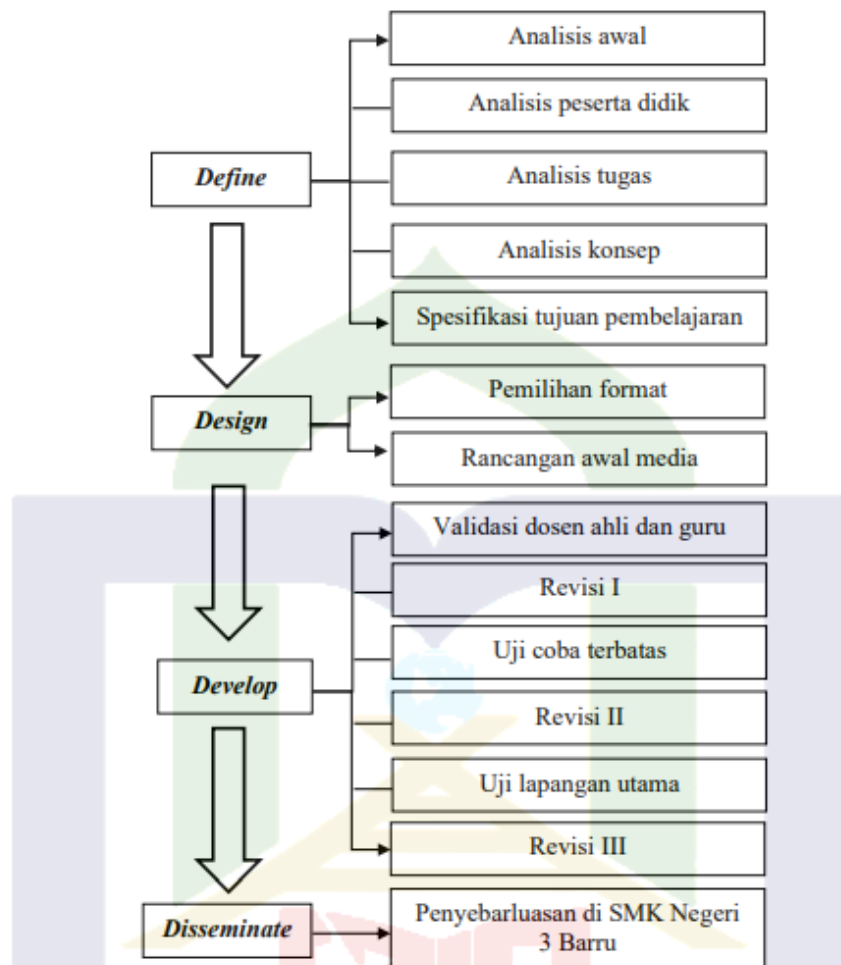 Analisis awal
Analisis peserta didik
Define
Analisis tugas
Analisis konsep
Spesifikasi tujuan pembelajaran
Pemilihan format
Design
Rancangan awal media
Validasi dosen ahli dan guru
Revisi I
Uji coba terbatas
Develop
Revisi II
Uji lapangan utama
Revisi III
Disseminate
Penyebarluasan di SMK Negeri
3 Barru